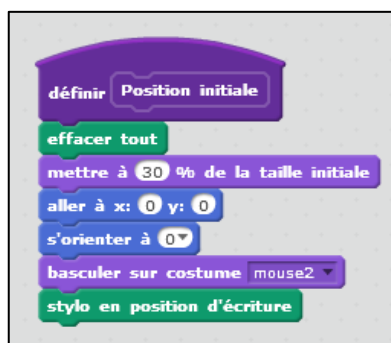 définir Position initiale
effacer tout
mettre à 30 % de la taille initiale
aller à x: 0 y: 0
s'orienter à 0
basculer sur costume mouse2
stylo en position d'écriture